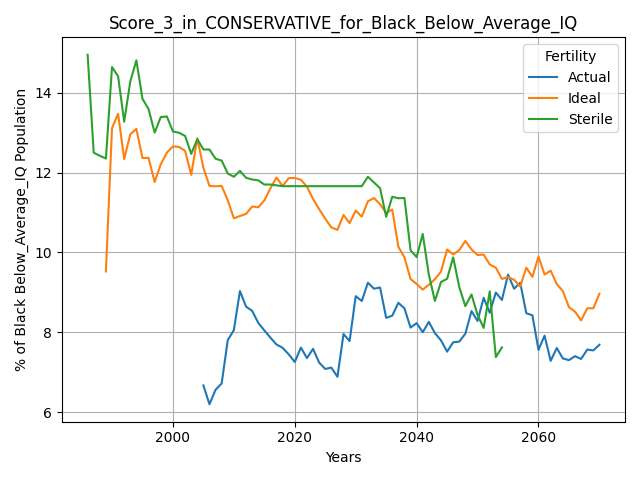 Score_3_in_CONSERVATIVE_for_Black_Below_Average_IQ
% of Black Below_Average_IQ Population
14
12
10
8
6
Fertility
Actual
Ideal
Sterile
2000
2020
2040
2060
Years